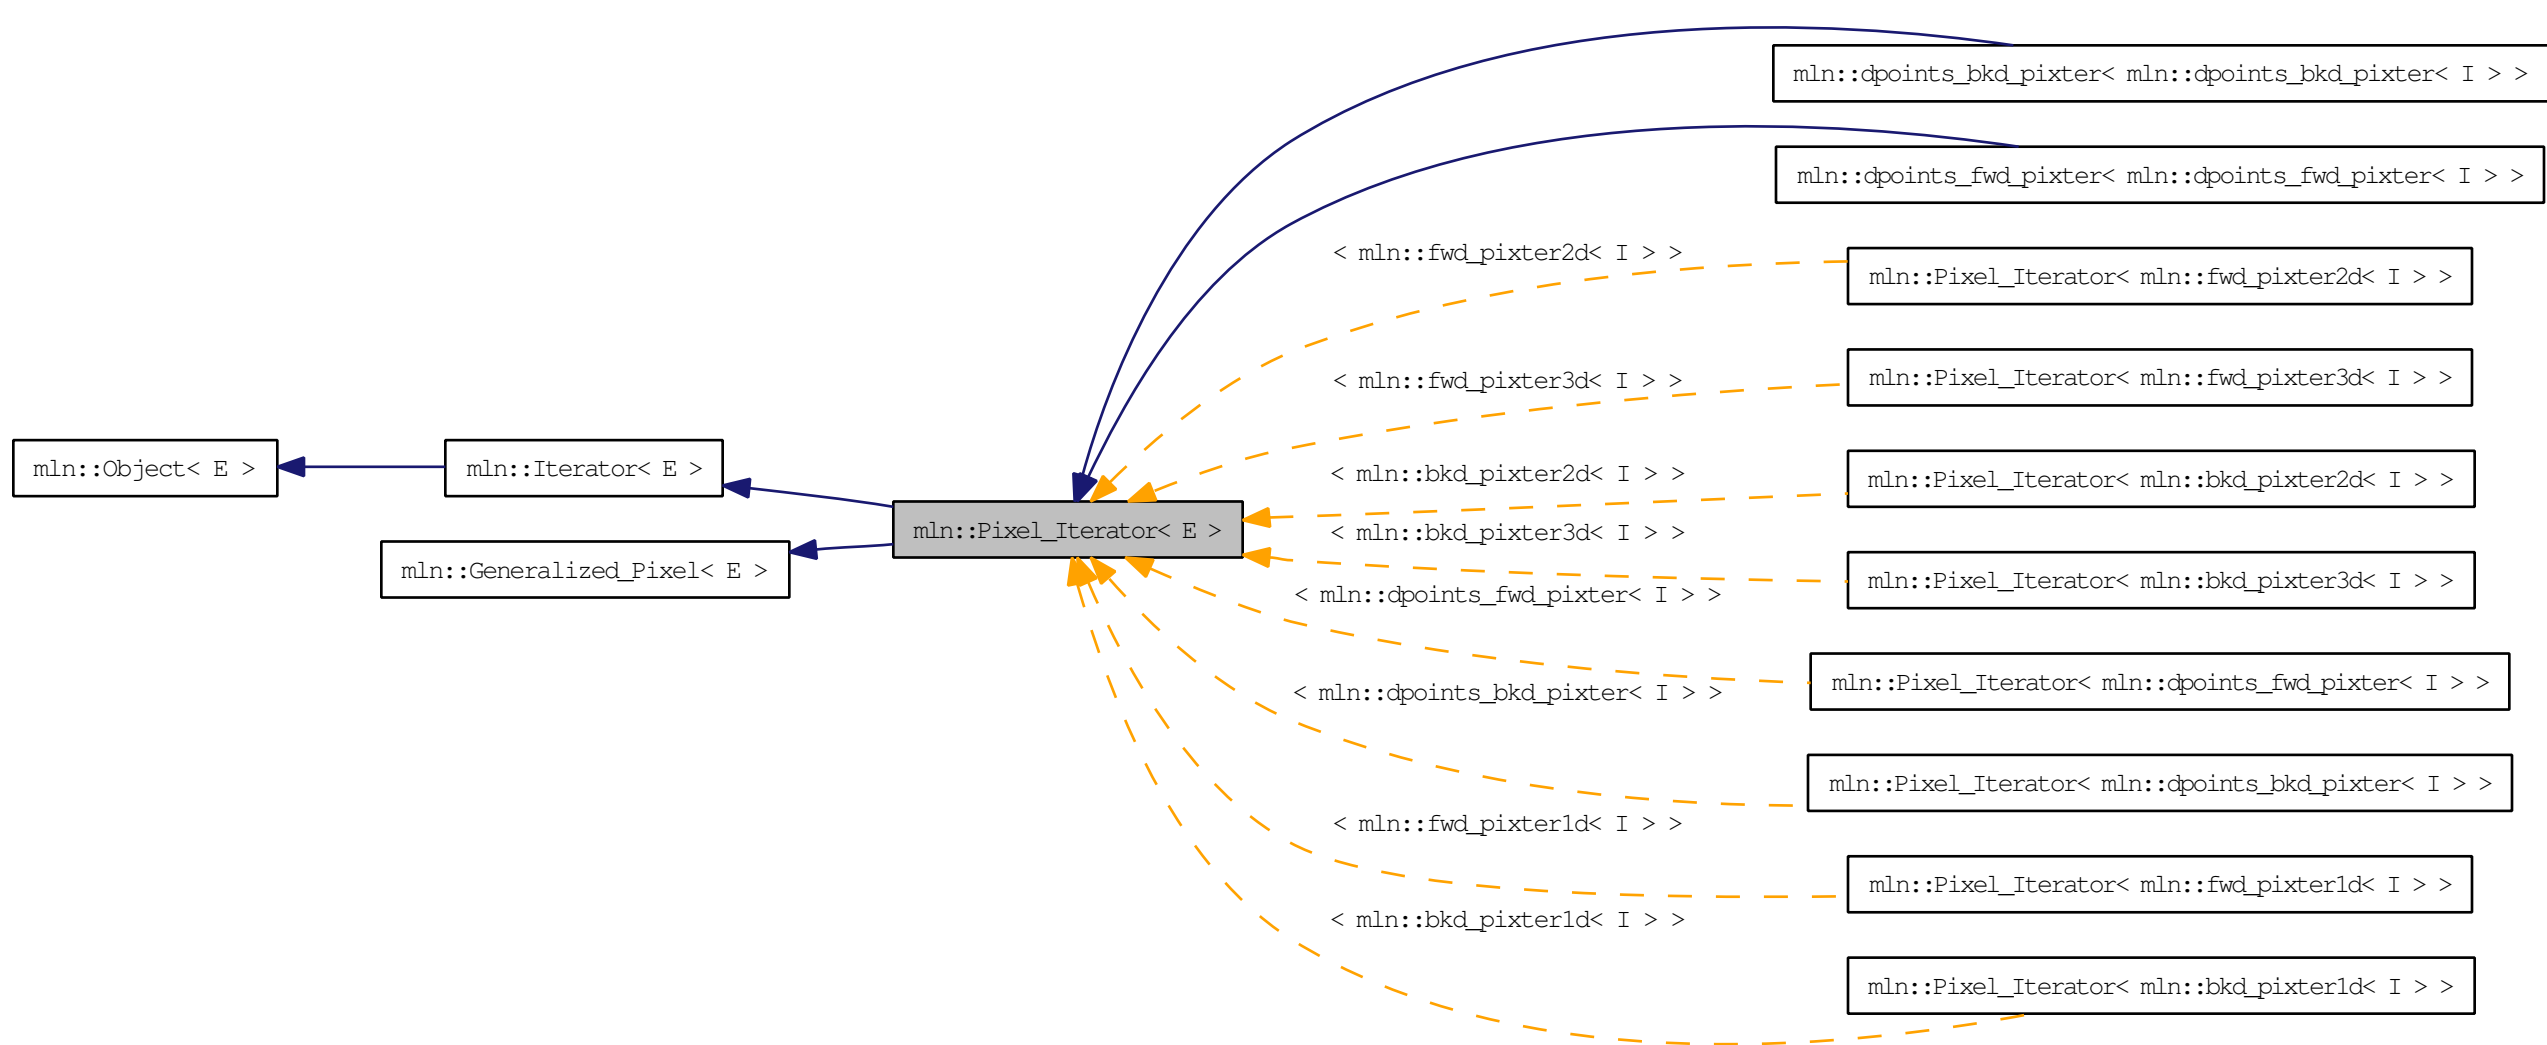 mln::dpoints_bkd_pixter< mln::dpoints_bkd_pixter< I > >
mln::dpoints_fwd_pixter< mln::dpoints_fwd_pixter< I > >
< mln::fwd_pixter2d< I > >
mln::Pixel_Iterator< mln::fwd_pixter2d< I > >
< mln::fwd_pixter3d< I > >
mln::Pixel_Iterator< mln::fwd_pixter3d< I > >
mln::Object< E >
mln::Iterator< E >
< mln::bkd_pixter2d< I > >
mln::Pixel_Iterator< mln::bkd_pixter2d< I > >
mln::Pixel_Iterator< E >
< mln::bkd_pixter3d< I > >
mln::Generalized_Pixel< E >
mln::Pixel_Iterator< mln::bkd_pixter3d< I > >
< mln::dpoints_fwd_pixter< I > >
mln::Pixel_Iterator< mln::dpoints_fwd_pixter< I > >
< mln::dpoints_bkd_pixter< I > >
mln::Pixel_Iterator< mln::dpoints_bkd_pixter< I > >
< mln::fwd_pixter1d< I > >
mln::Pixel_Iterator< mln::fwd_pixter1d< I > >
< mln::bkd_pixter1d< I > >
mln::Pixel_Iterator< mln::bkd_pixter1d< I > >